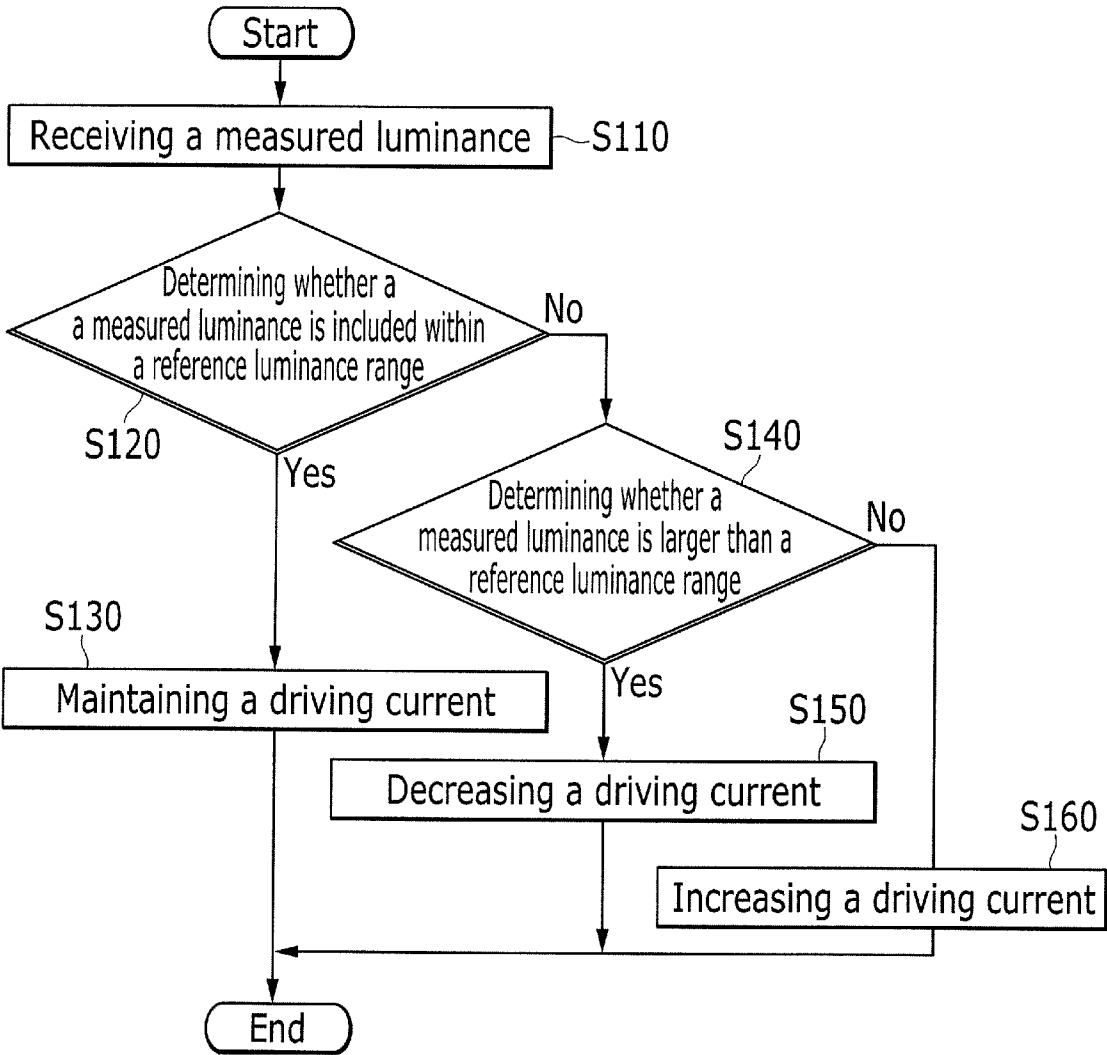 Start
Receiving a measured luminance
S110
Determining whether a
a measured luminance is included within
a reference luminance range
No
S120
Yes
S140
Determining whether a
measured luminance is larger than a
reference luminance range
No
S130
Maintaining a driving current
Yes
S150
Decreasing a driving current
S160
Increasing a driving current
End